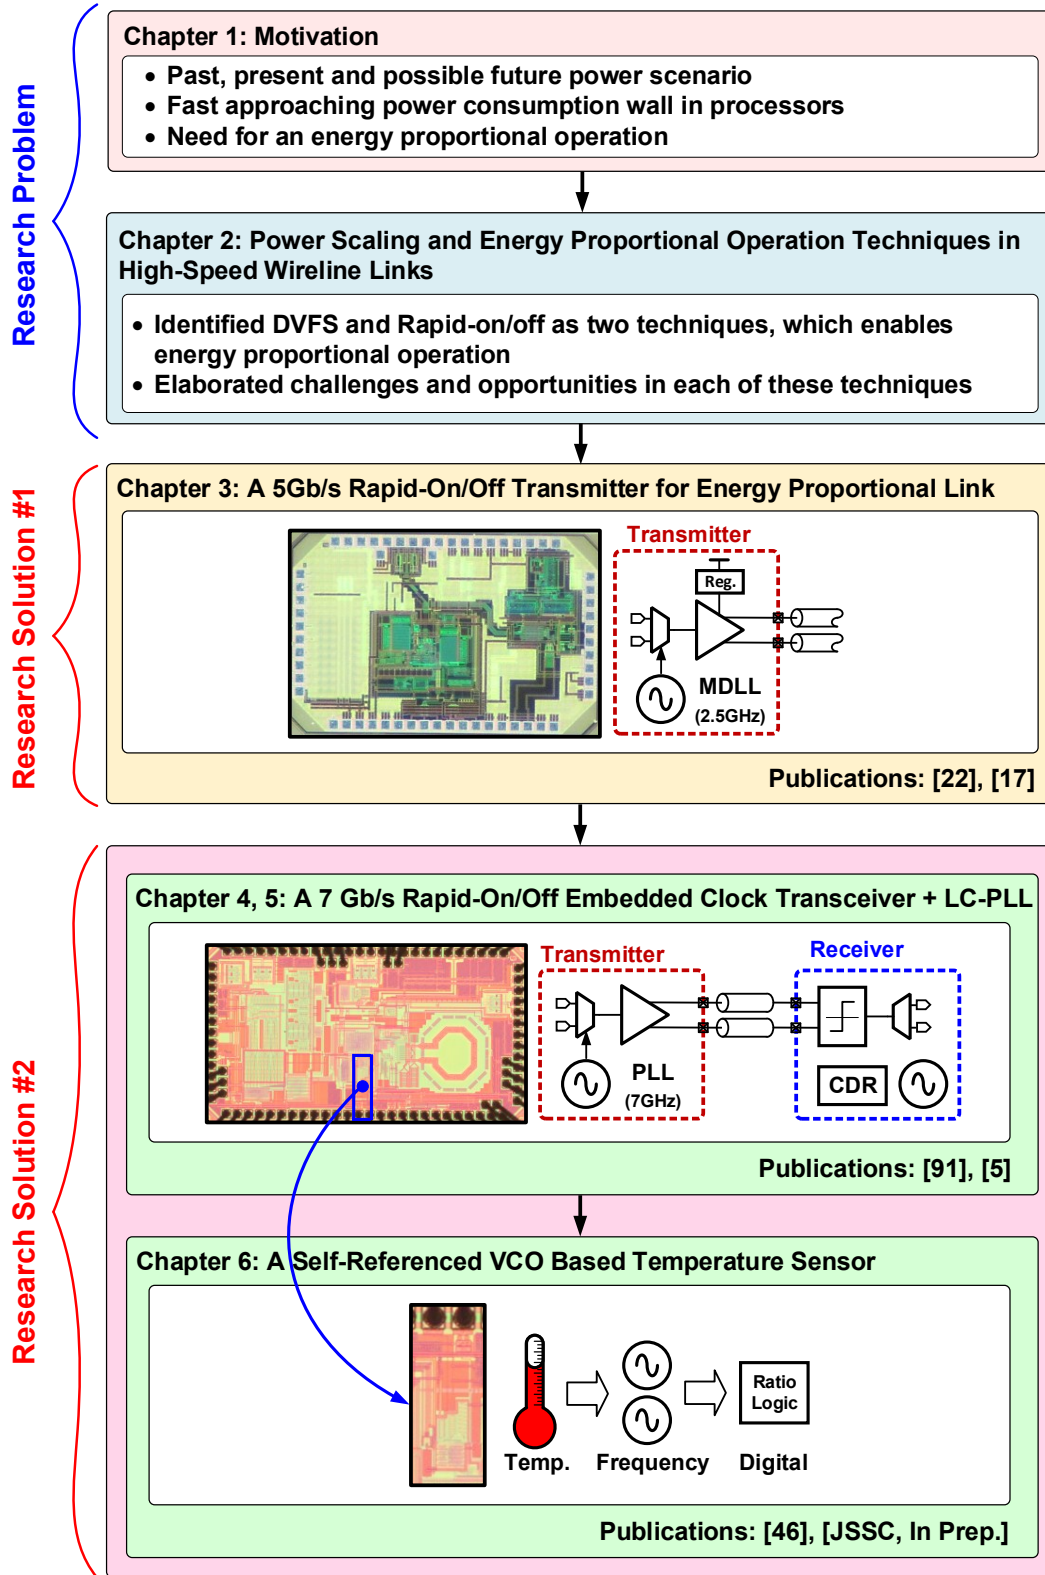 Research Problem
Chapter 1: Motivation
• Past, present and possible future power scenario
• Fast approaching power consumption wall in processors
• Need for an energy proportional operation
Chapter 2: Power Scaling and Energy Proportional Operation Techniques in
High-Speed Wireline Links
• Identified DVFS and Rapid-on/off as two techniques, which enables
energy proportional operation
• Elaborated challenges and opportunities in each of these techniques
Research Solution #1
Chapter 3: A 5Gb/s Rapid-On/Off Transmitter for Energy Proportional Link
Transmitter
Reg.
MDLL
(2.5GHz)
Publications: [22], [17]
Research Solution #2
Chapter 4, 5: A 7 Gb/s Rapid-On/Off Embedded Clock Transceiver + LC-PLL
Transmitter
Receiver
PLL
(7GHz)
CDR
Publications: [91], [5]
Chapter 6: A Self-Referenced VCO Based Temperature Sensor
Ratio
Logic
Temp.
Frequency
Digital
Publications: [46], [JSSC, In Prep.]